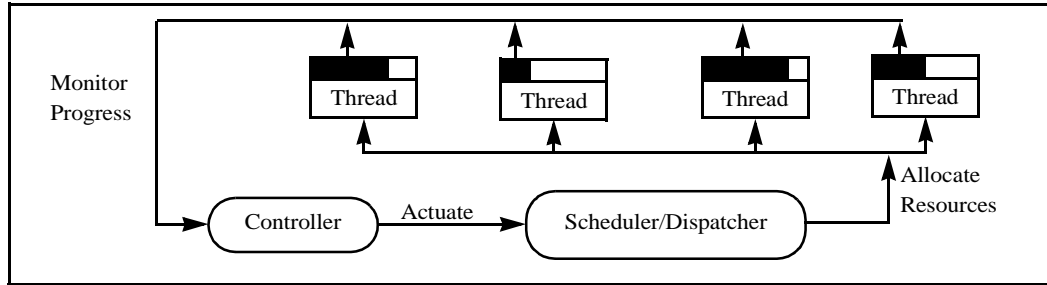 Monitor
Progress
Thread
Thread
Thread
Thread
Allocate
Resources
Controller
Actuate
Scheduler/Dispatcher